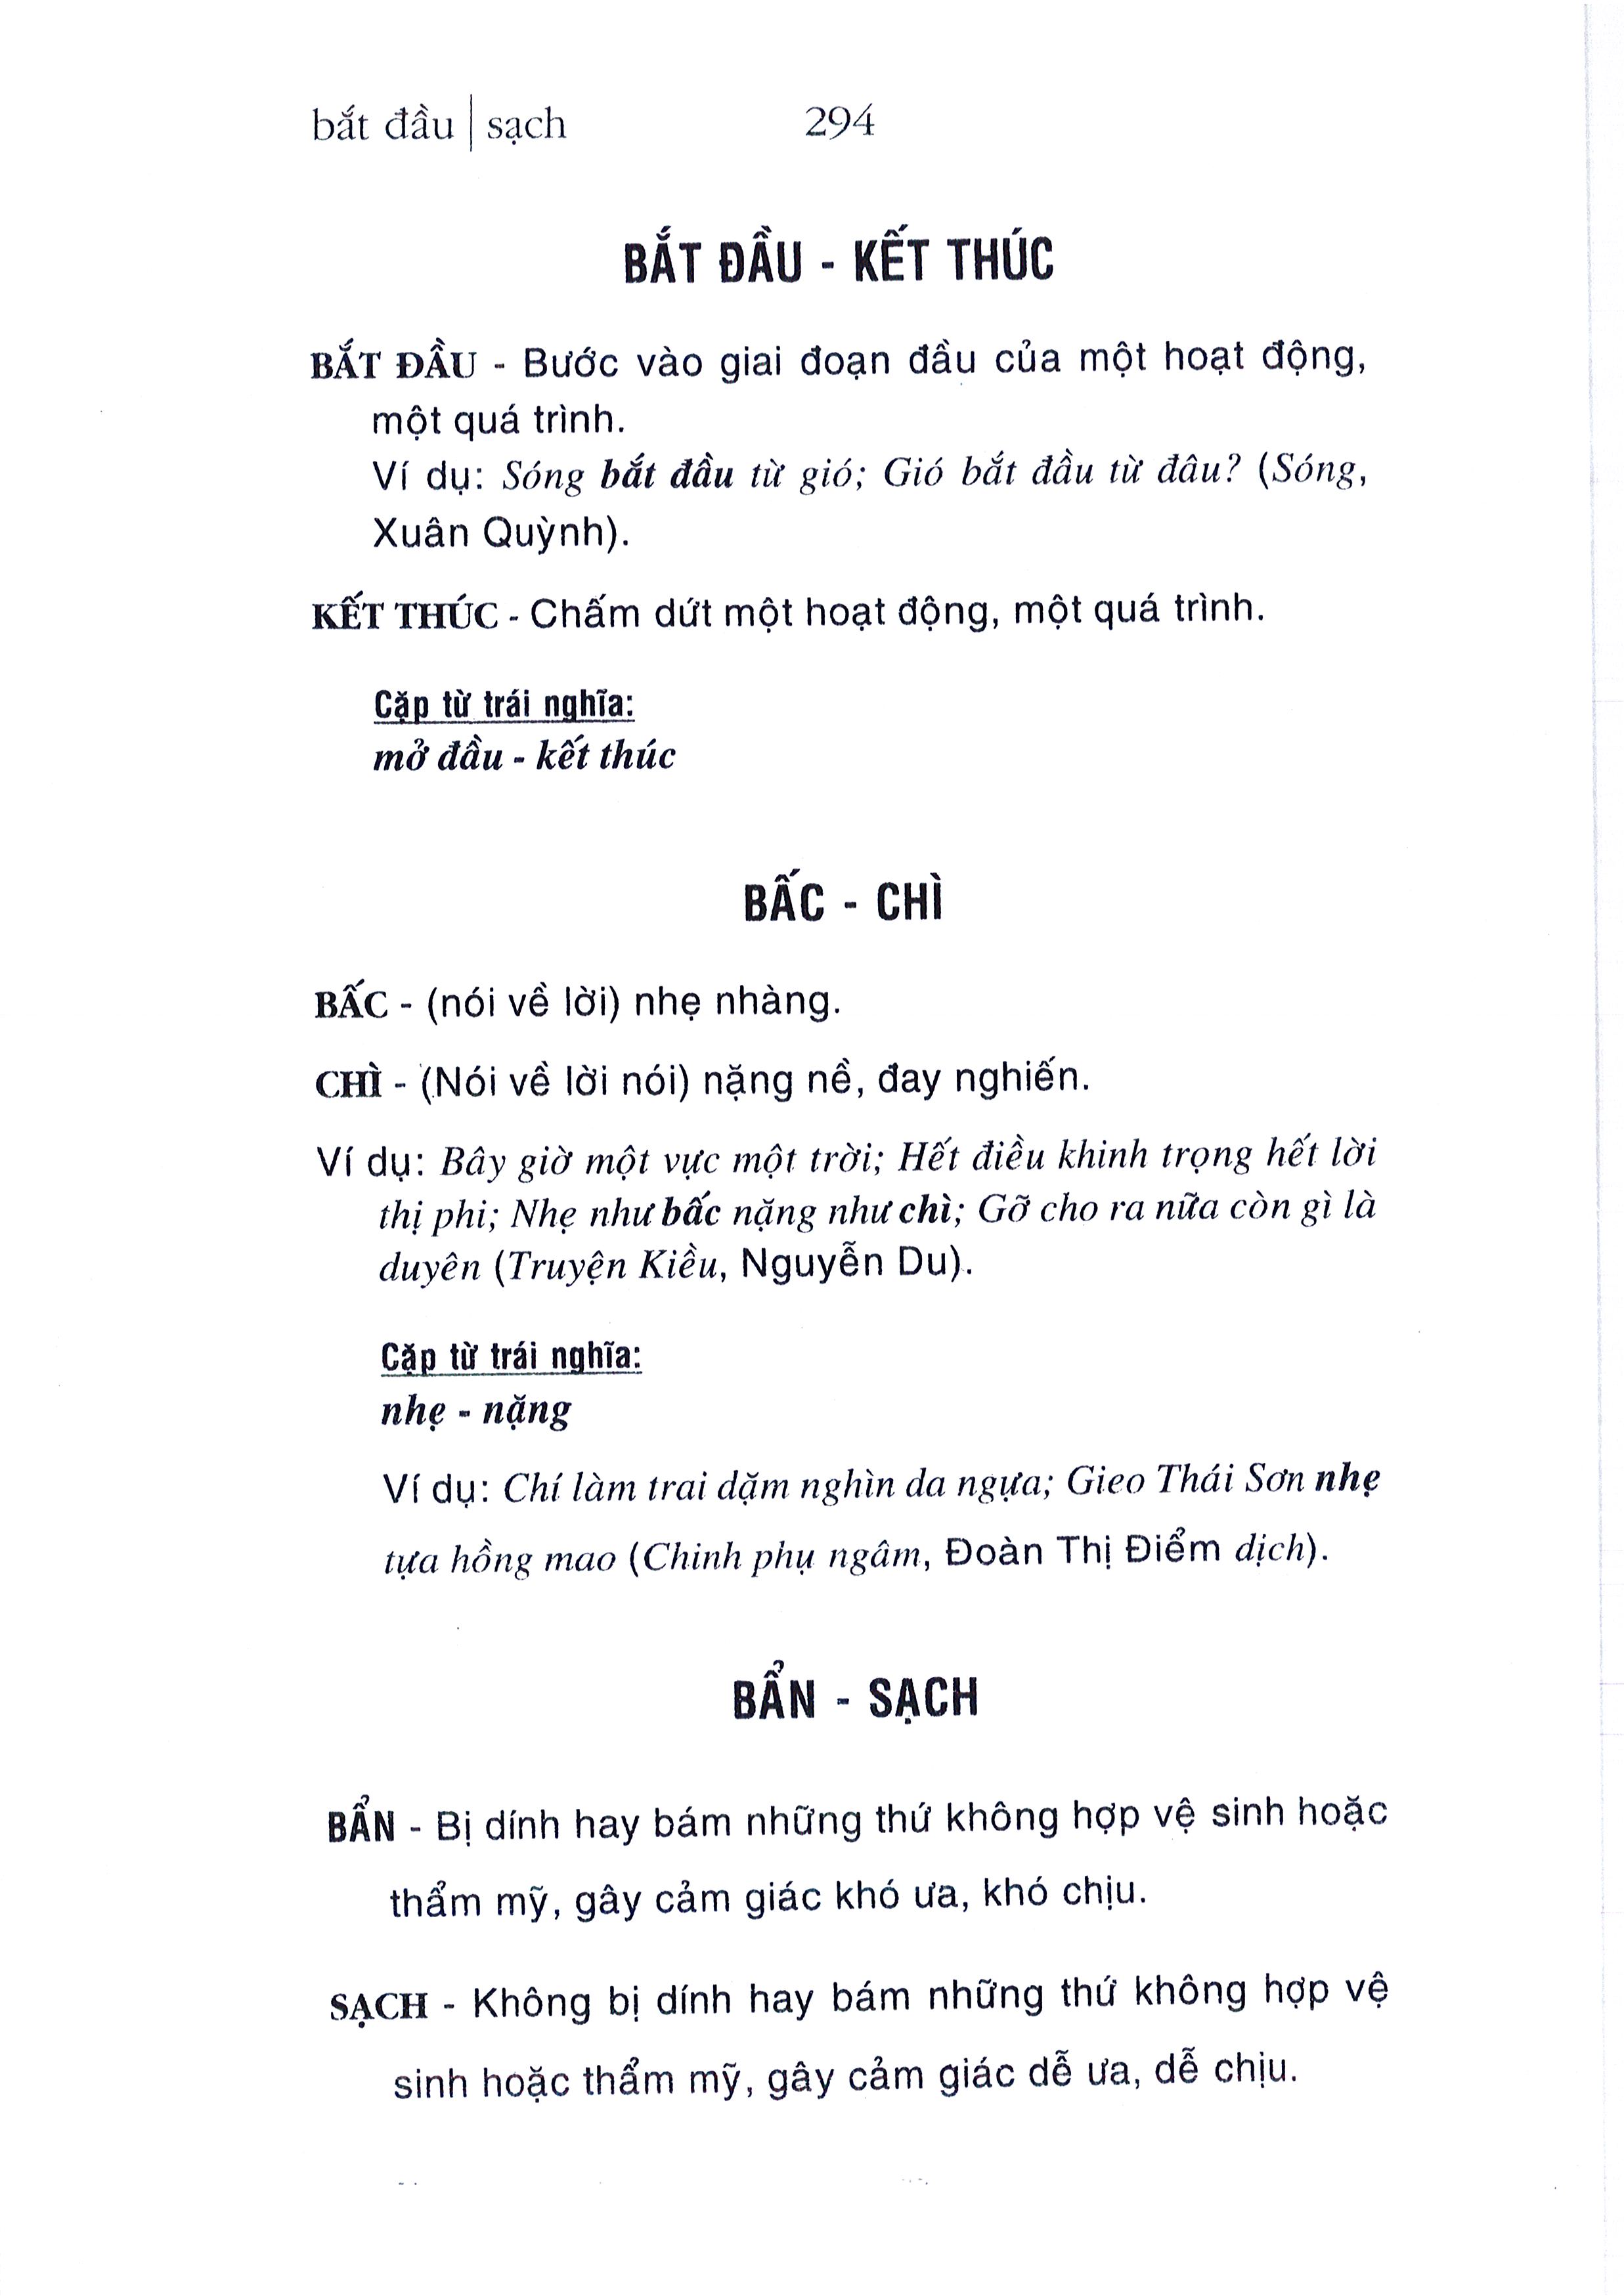 bắt đầu | sạch 294
BẮT ĐẦU - KẾT THÚC
BẮT ĐẦU - Bước vào giai đoạn đầu của một hoạt động,
một quá trình.
Ví dụ: Sóng bắt đầu từ gió; Gió bắt đầu từ đâu? (Sóng,
Xuân Quỳnh).
KẾT THÚC - Chấm dứt một hoạt động, một quá trình.
Cặp từ trái nghĩa:
mở đầu - kết thúc
BẤC - CHÌ
BẤC - (nói về lời) nhẹ nhàng.
CHÌ - (Nói về lời nói) nặng nề, đay nghiến.
Ví dụ: Bây giờ một vực một trời; Hết điều khinh trọng hết lời
thị phi; Nhẹ như bấc nặng như chì; Gỡ cho ra nữa còn gì là
duyên (Truyện Kiều, Nguyễn Du).
Cặp từ trái nghĩa:
nhẹ - nặng
Ví dụ: Chí làm trai dặm nghìn da ngựa; Gieo Thái Sơn nhẹ
tựa hồng mao (Chinh phụ ngâm, Đoàn Thị Điểm dịch).
BẨN - SẠCH
BẨN - Bị dính hay bám những thứ không hợp vệ sinh hoặc
thẩm mỹ, gây cảm giác khó ưa, khó chịu.
SẠCH - Không bị dính hay bám những thứ không hợp vệ
sinh hoặc thẩm mỹ, gây cảm giác dễ ưa, dễ chịu.